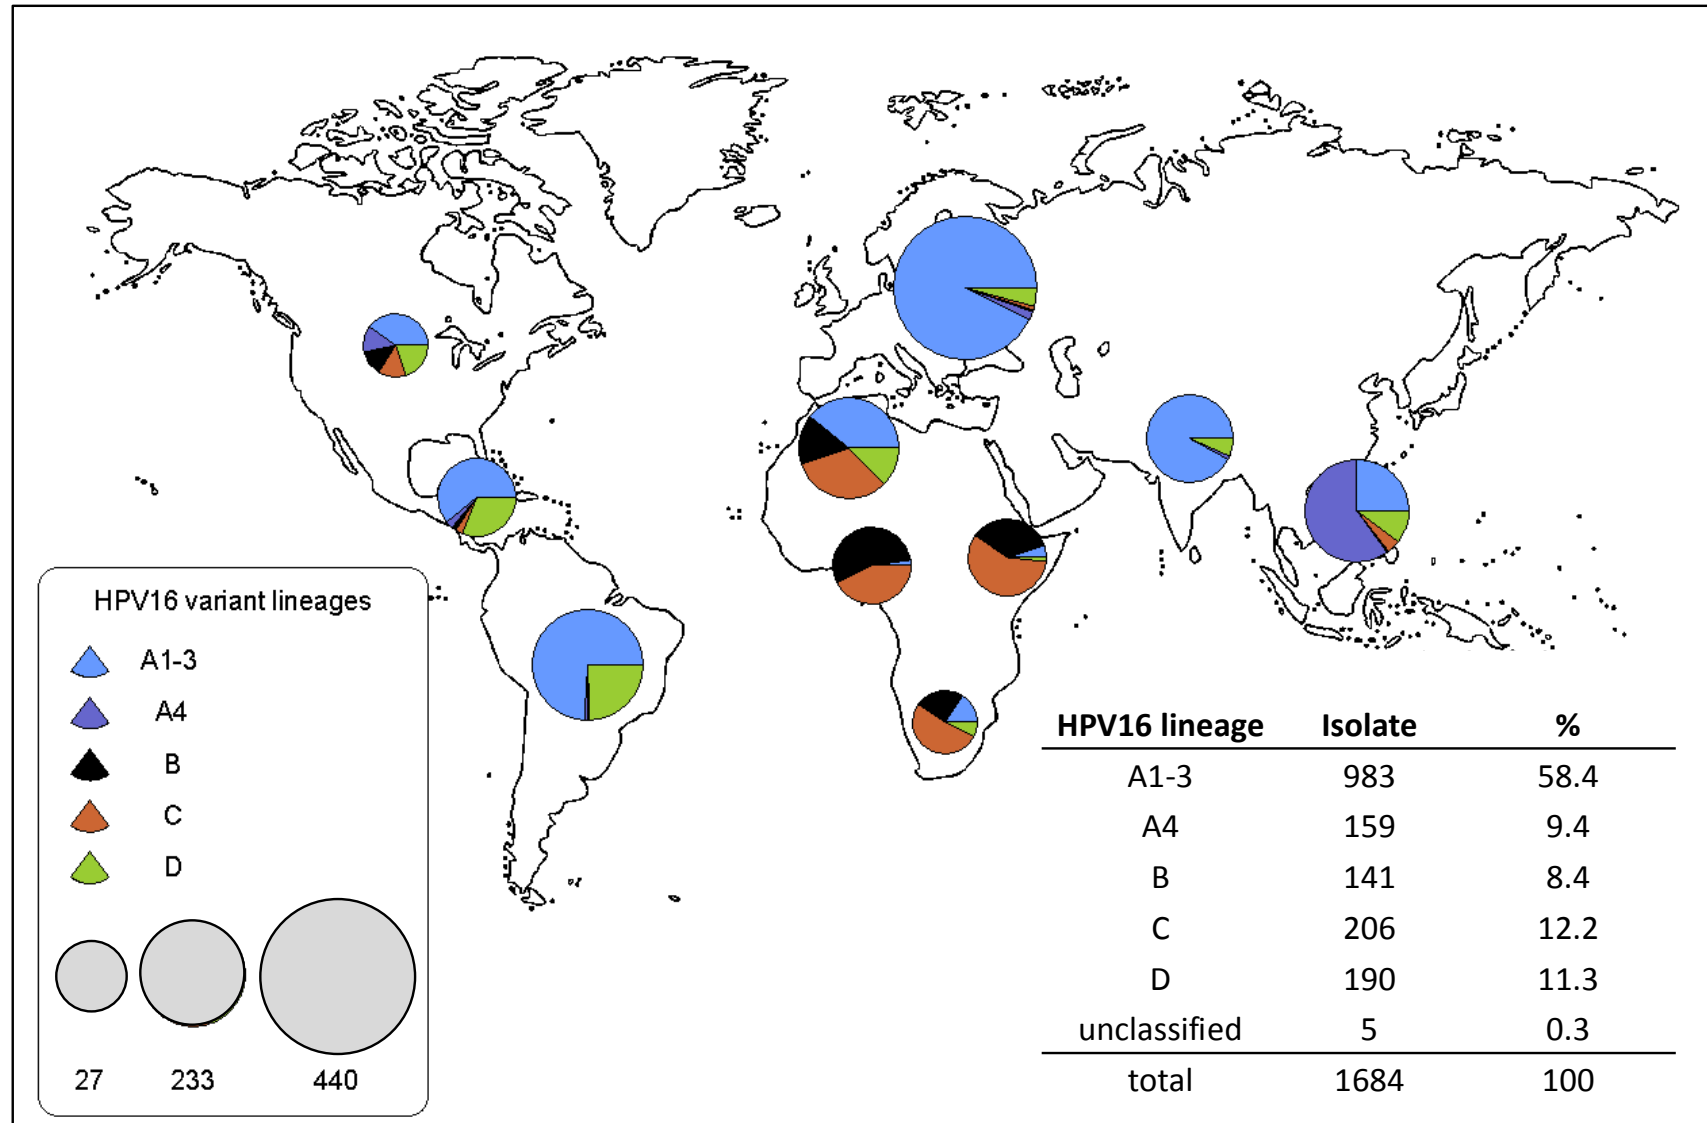 HPV16 variant lineages
A1-3
A4
B
C
D
27 233 440
HPV16 lineage Isolate %
A1-3 983 58.4
A4 159 9.4
B 141 8.4
C 206 12.2
D 190 11.3
unclassified 5 0.3
total 1684 100